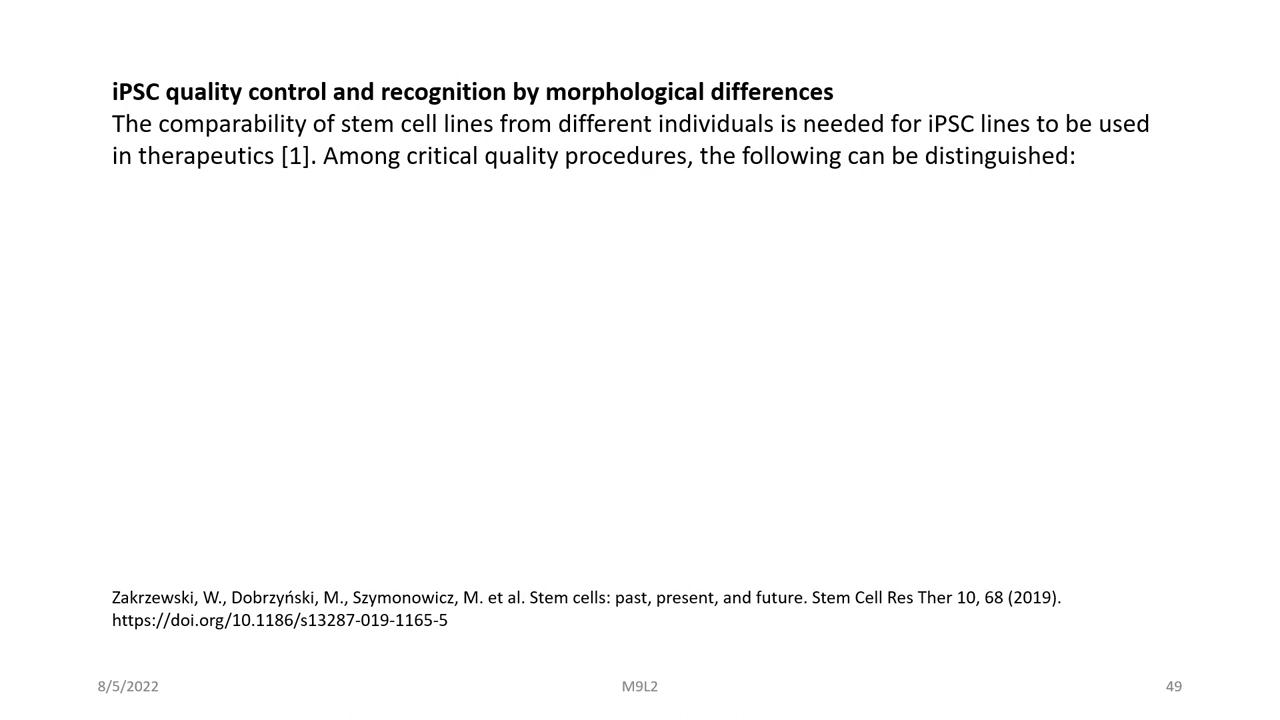 iPSC quality control and recognition by morphological differences
The comparability of stem cell lines from different individuals is needed for iPSC lines to be used
in therapeutics [1]. Among critical quality procedures, the following can be distinguished:
Zakrzewski, W., Dobrzyński, M., Szymonowicz, M. et al. Stem cells: past, present, and future. Stem Cell Res Ther 10, 68 (2019).
https://doi.org/10.1186/s13287-019-1165-5
8/5/2022 M9L2 49